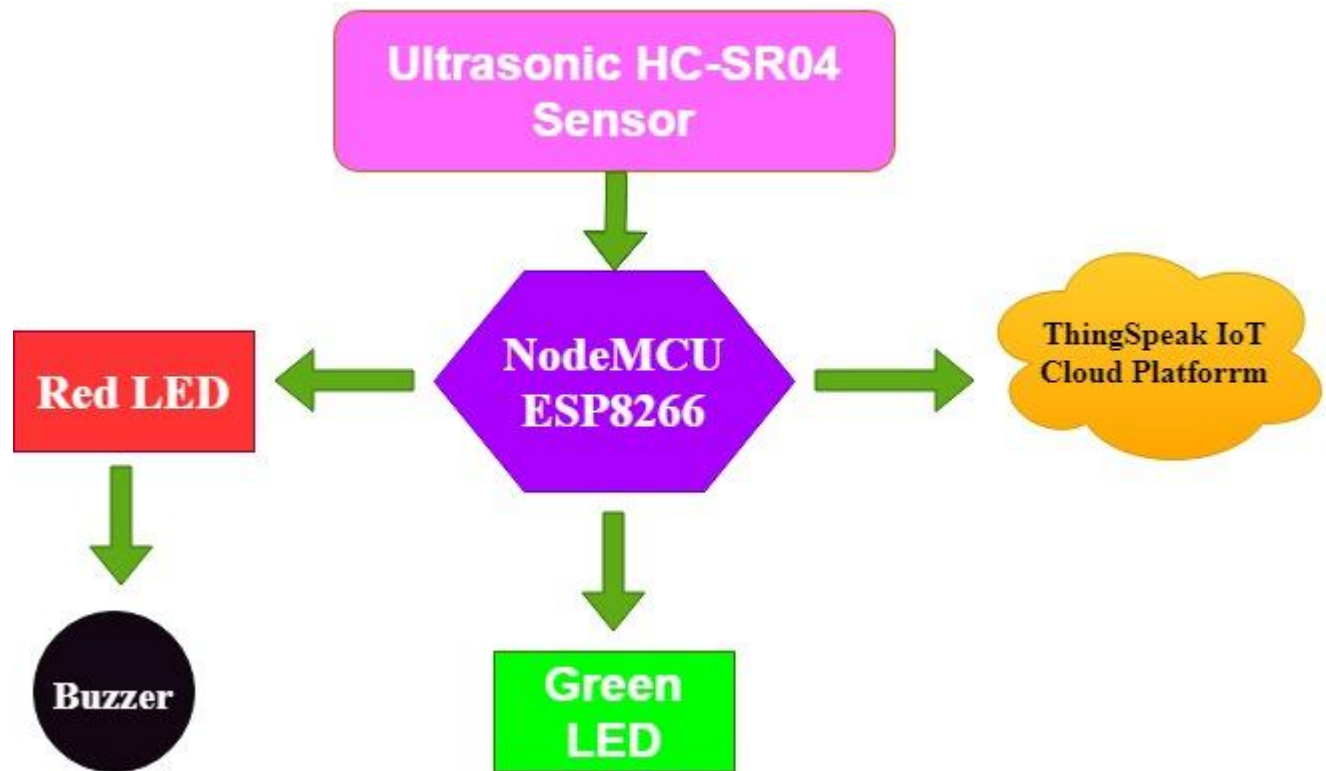 Ultrasonic HC-SR04
Sensor
NodeMCU
ESP8266
ThingSpeak IoT
Cloud Platforrm
Red LED
Buzzer
Green
LED